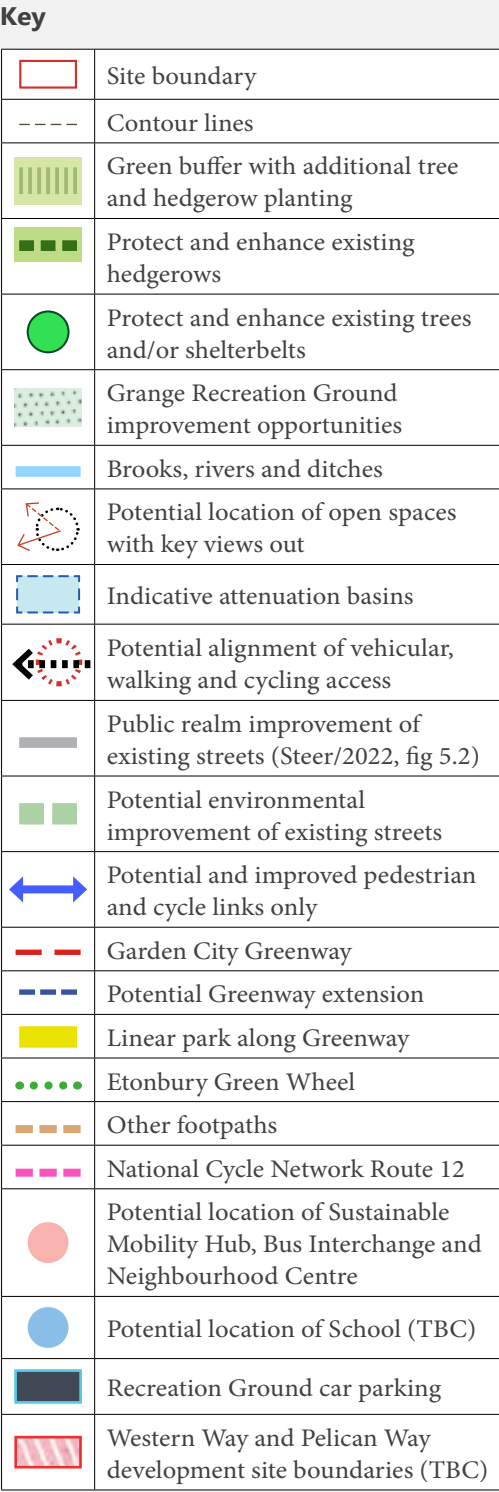 Key
Site boundary
Contour lines
Green buffer with additional tree
and hedgerow planting
Protect and enhance existing
hedgerows
Protect and enhance existing trees
and/or shelterbelts
Grange Recreation Ground
improvement opportunities
Brooks, rivers and ditches
Potential location of open spaces
with key views out
Indicative attenuation basins
Potential alignment of vehicular,
walking and cycling access
Public realm improvement of
existing streets (Steer/2022, fig 5.2)
Potential environmental
improvement of existing streets
Potential and improved pedestrian
and cycle links only
Garden City Greenway
Potential Greenway extension
Linear park along Greenway
Etonbury Green Wheel
Other footpaths
National Cycle Network Route 12
Potential location of Sustainable
Mobility Hub, Bus Interchange and
Neighbourhood Centre
Potential location of School (TBC)
Recreation Ground car parking
Western Way and Pelican Way
development site boundaries (TBC)